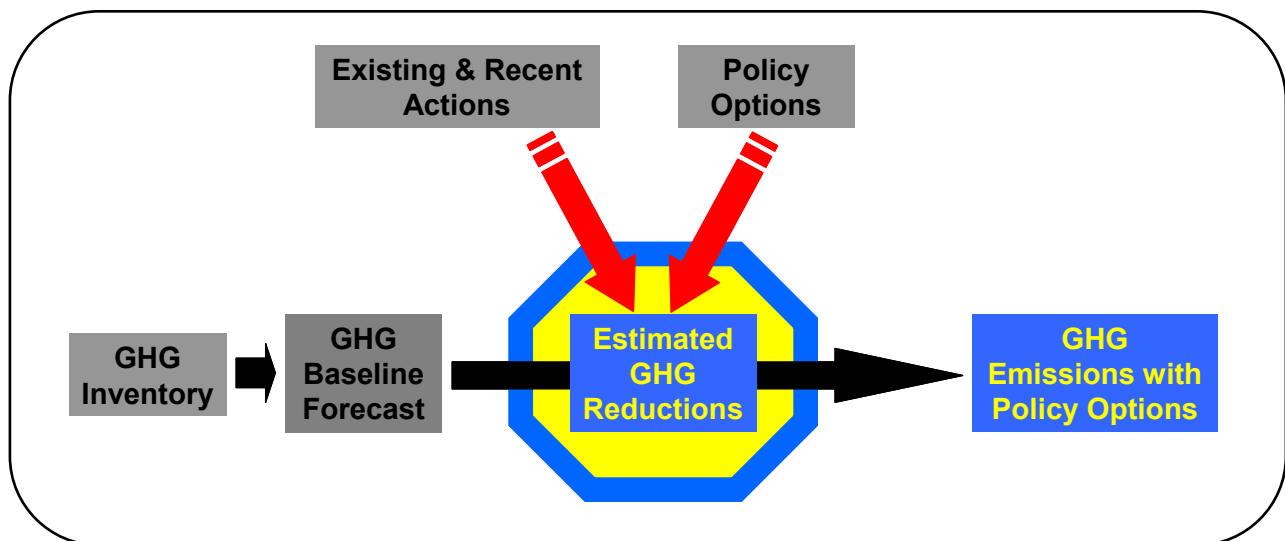 Existing & Recent
Actions
Policy
Options
GHG
Inventory
GHG
Baseline
Forecast
Estimated
GHG
Reductions
GHG
Emissions with
Policy Options